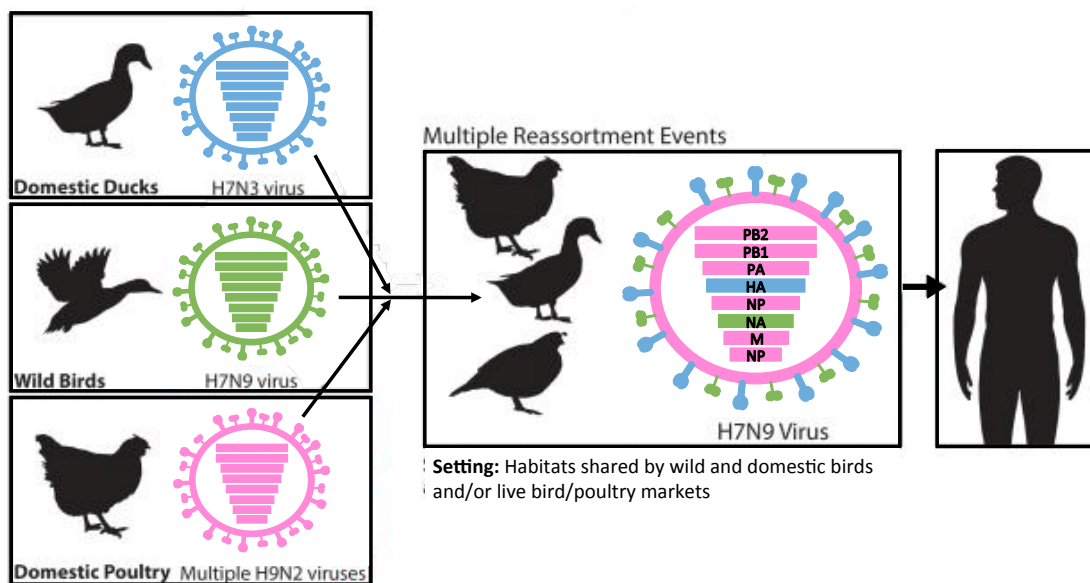 Domestic Ducks
H7N3 virus
Wild Birds
H7N9 virus
Domestic Poultry
Multiple H9N2 viruses
Multiple Reassortment Events
PB2
PB1
PA
HA
NP
NA
M
NP
H7N9 Virus
Setting: Habitats shared by wild and domestic birds
and/or live bird/poultry markets